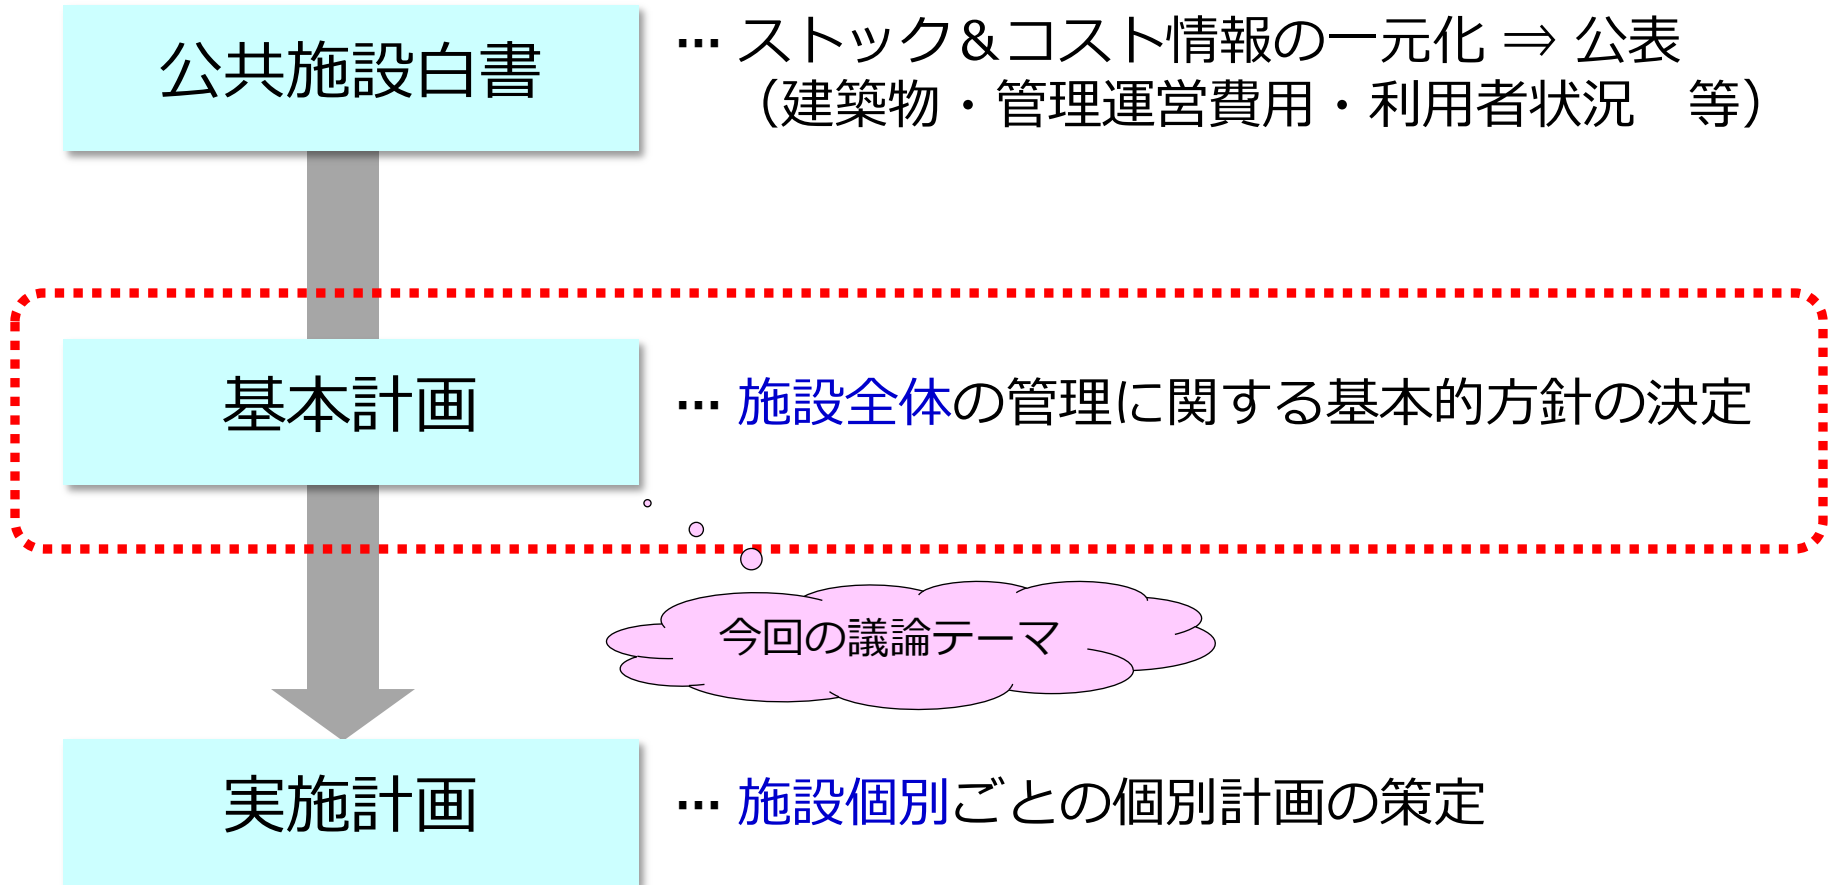 公共施設白書
… ストック＆コスト情報の一元化 ⇒ 公表
（建築物・管理運営費用・利用者状況　等）
基本計画
… 施設全体の管理に関する基本的方針の決定
今回の議論テーマ
実施計画
… 施設個別ごとの個別計画の策定